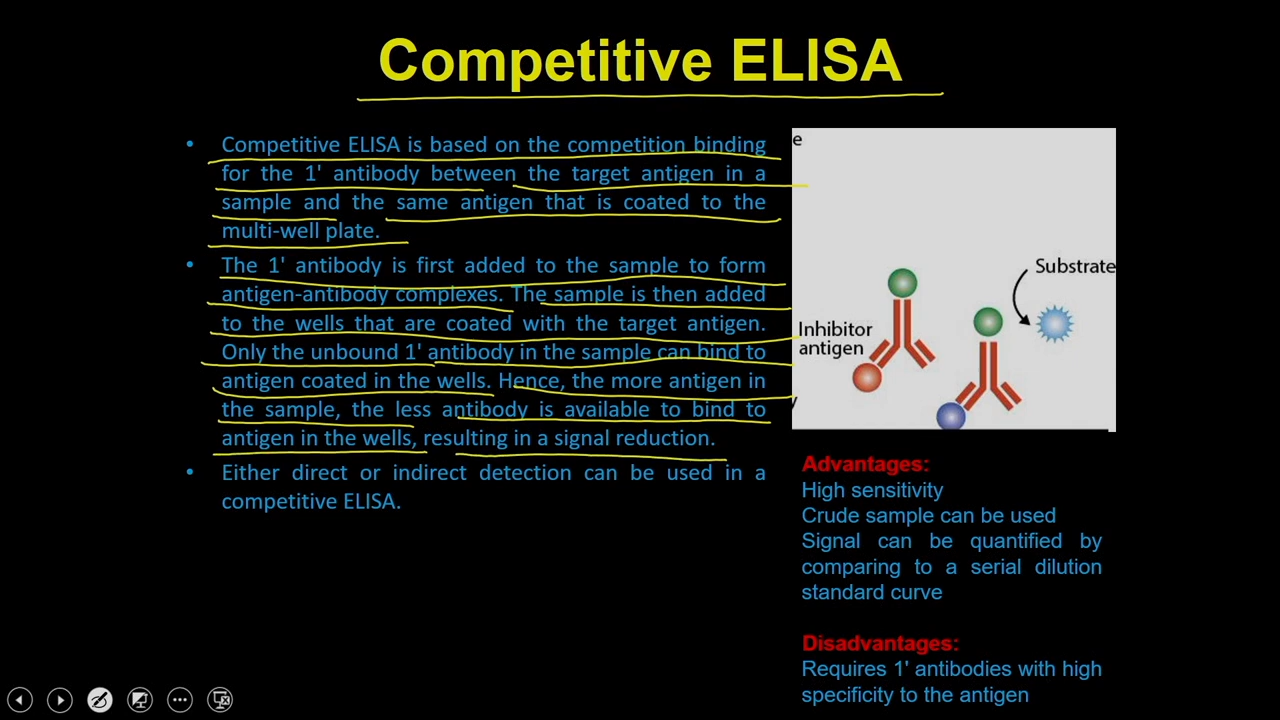 Competitive ELISA
• Competitive ELISA is based on the competition binding
for the 1' antibody between the target antigen in a
sample and the same antigen that is coated to the
multi-well plate.
• The 1' antibody is first added to the sample to form
antigen-antibody complexes. The sample is then added
to the wells that are coated with the target antigen.
Only the unbound 1' antibody in the sample can bind to
antigen coated in the wells. Hence, the more antigen in
the sample, the less antibody is available to bind to
antigen in the wells, resulting in a signal reduction.
• Either direct or indirect detection can be used in a
competitive ELISA.
e
Substrate
Inhibitor
antigen
Advantages:
High sensitivity
Crude sample can be used
Signal can be quantified by
comparing to a serial dilution
standard curve
Disadvantages:
Requires 1' antibodies with high
specificity to the antigen